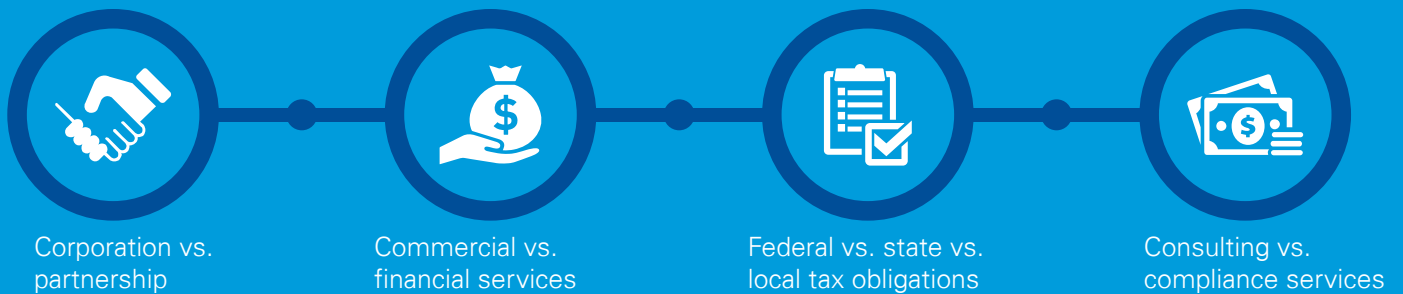 $
$
Corporation vs.
partnership
Commercial vs.
financial services
Federal vs. state vs.
local tax obligations
Consulting vs.
compliance services